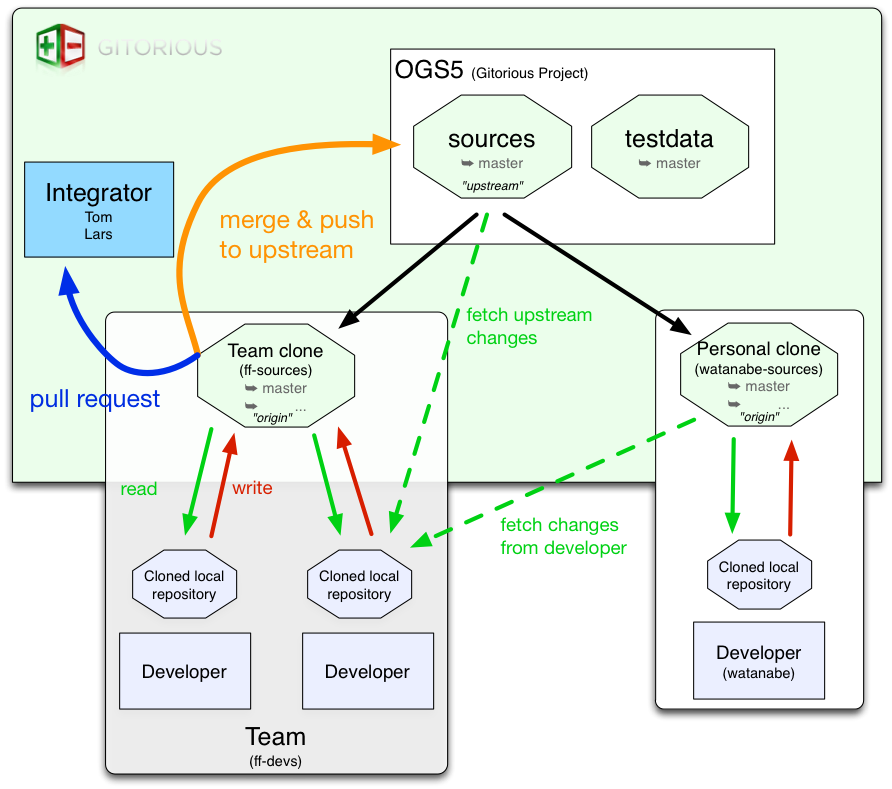 GITORIOUS
OGS5 (Gitorious Project)
sources
➥ master
"upstream"
testdata
➥ master
Integrator
Tom
Lars
merge & push
to upstream
fetch upstream
changes
pull request
Team clone
(ff-sources)
➥ master
➥ ...
"origin"
Personal clone
(watanabe-sources)
➥ master
➥ ...
"origin"
read
write
fetch changes
from developer
Cloned local
repository
Cloned local
repository
Cloned local
repository
Developer
Developer
Developer
(watanabe)
Team
(ff-devs)